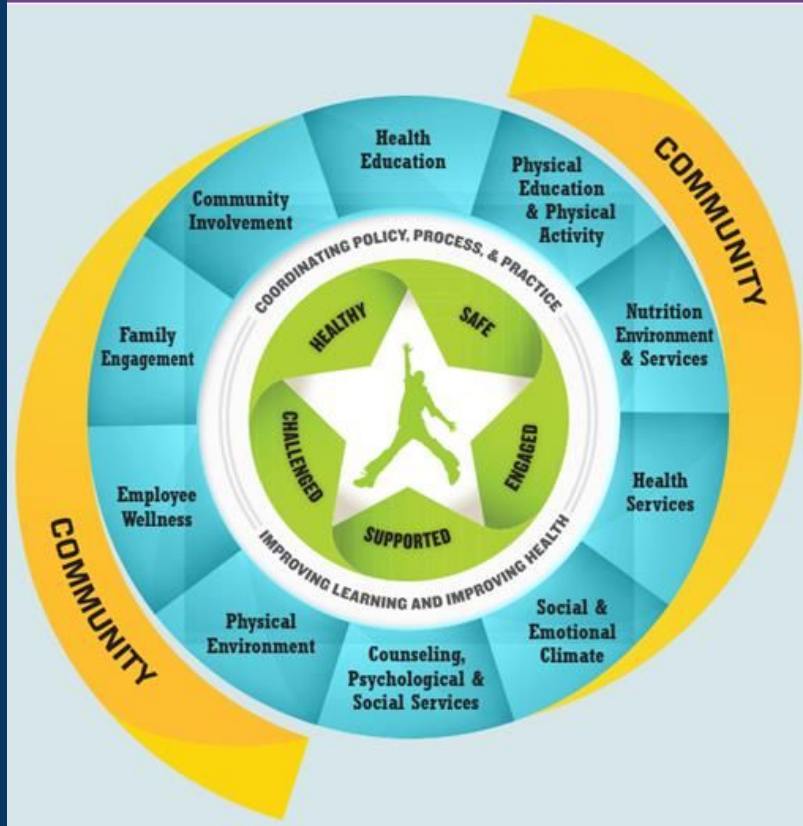 COMMUNITY
Health
Education
Physical
Education
& Physical
Activity
Nutrition
Environment
& Services
Health
Services
Social &
Emotional
Climate
Counseling,
Psychological &
Social Services
Physical
Environment
Employee
Wellness
Family
Engagement
Community
Involvement
COORDINATING POLICY, PROCESS, & PRACTICE
IMPROVING LEARNING AND IMPROVING HEALTH
HEALTHY
SAFE
ENGAGED
SUPPORTED
CHALLENGED
COMMUNITY